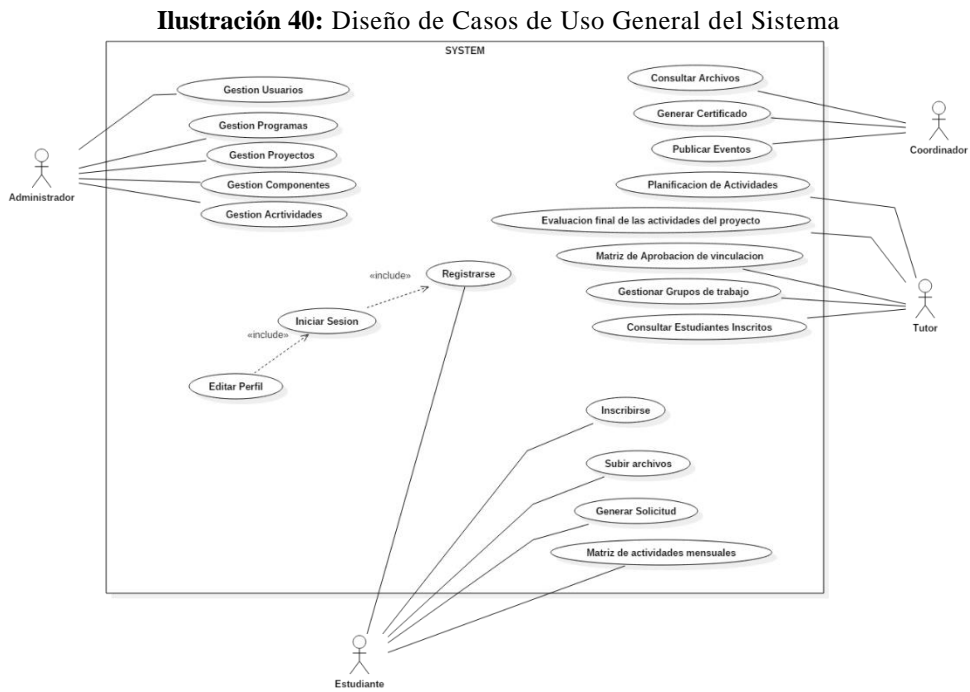 Ilustración 40: Diseño de Casos de Uso General del Sistema
SYSTEM
Gestion Usuarios
Gestion Programas
Gestion Proyectos
Gestion Componentes
Gestion Acrtividades
Administrador
Consultar Archivos
Generar Certificado
Publicar Eventos
Coordinador
Planificacion de Actividades
Evaluacion final de las actividades del proyecto
Matriz de Aprobacion de vinculacion
Gestionar Grupos de trabajo
Consultar Estudiantes Inscritos
Tutor
«include»
Registrarse
Iniciar Sesion
«include»
Editar Perfil
Inscribirse
Subir archivos
Generar Solicitud
Matriz de actividades mensuales
Estudiante